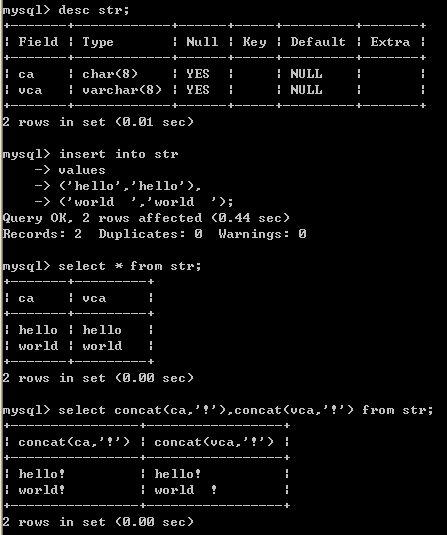 mysql> desc str;
+-------+------------+------+-----+---------+-------+
| Field | Type       | Null | Key | Default | Extra |
+-------+------------+------+-----+---------+-------+
| ca    | char(8)    | YES  |     | NULL    |       |
| vca   | varchar(8) | YES  |     | NULL    |       |
+-------+------------+------+-----+---------+-------+
2 rows in set (0.01 sec)
mysql> insert into str
    -> values
    -> ('hello','hello'),
    -> ('world  ','world  ');
Query OK, 2 rows affected (0.44 sec)
Records: 2  Duplicates: 0  Warnings: 0
mysql> select * from str;
+-------+---------+
| ca    | vca     |
+-------+---------+
| hello | hello   |
| world | world   |
+-------+---------+
2 rows in set (0.00 sec)
mysql> select concat(ca,'!'),concat(vca,'!') from str;
+----------------+-----------------+
| concat(ca,'!') | concat(vca,'!') |
+----------------+-----------------+
| hello!         | hello!          |
| world!         | world  !        |
+----------------+-----------------+
2 rows in set (0.00 sec)